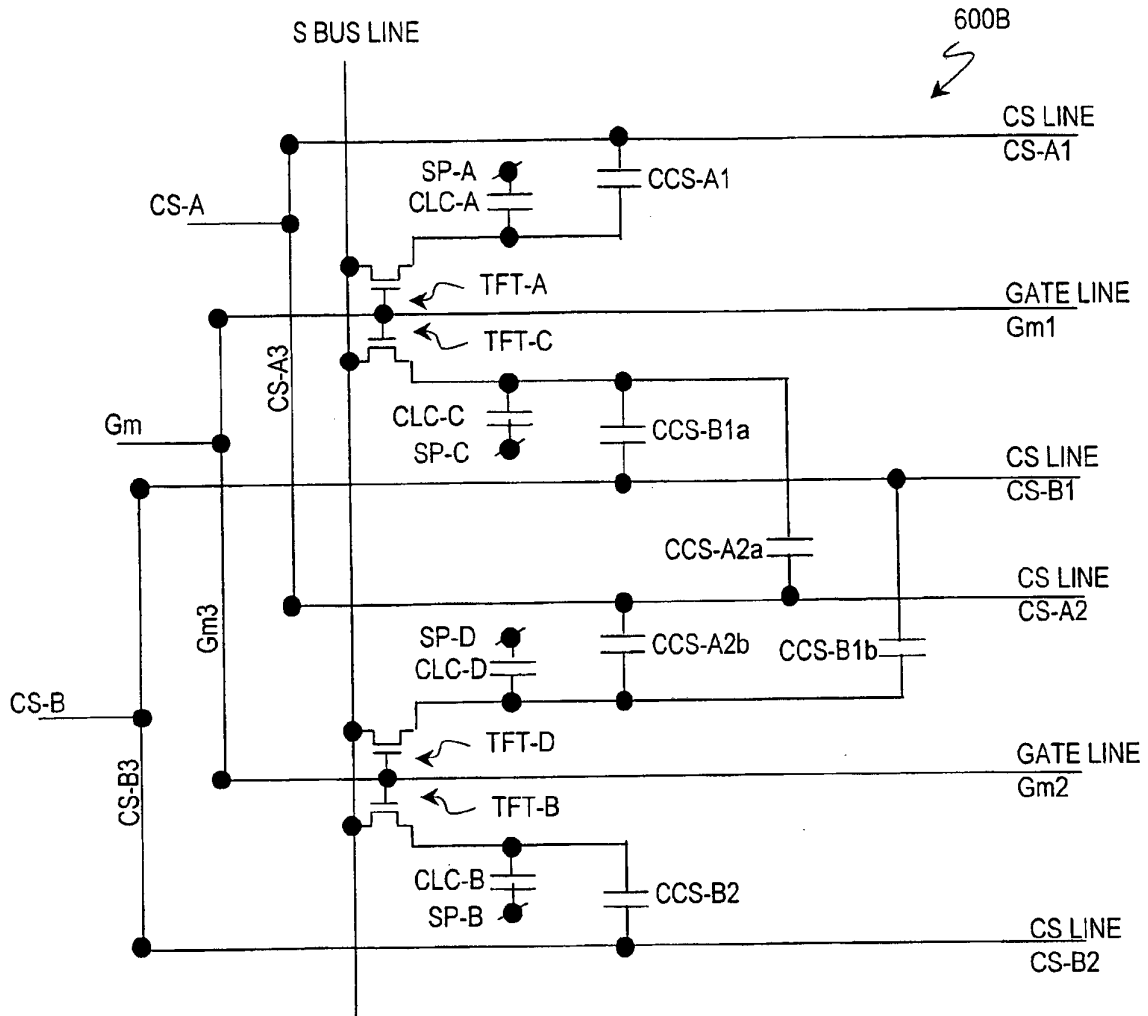 600B
S BUS LINE
CS LINE
CS-A1
SP-A
CLC-A
CCS-A1
CS-A
TFT-A
GATE LINE
Gm1
TFT-C
CS-A3
CLC-C
SP-C
CCS-B1a
Gm
CS LINE
CS-B1
CCS-A2a
CS LINE
CS-A2
Gm3
SP-D
CLC-D
CCS-A2b
CCS-B1b
CS-B
TFT-D
GATE LINE
Gm2
CS-B3
TFT-B
CLC-B
SP-B
CCS-B2
CS LINE
CS-B2